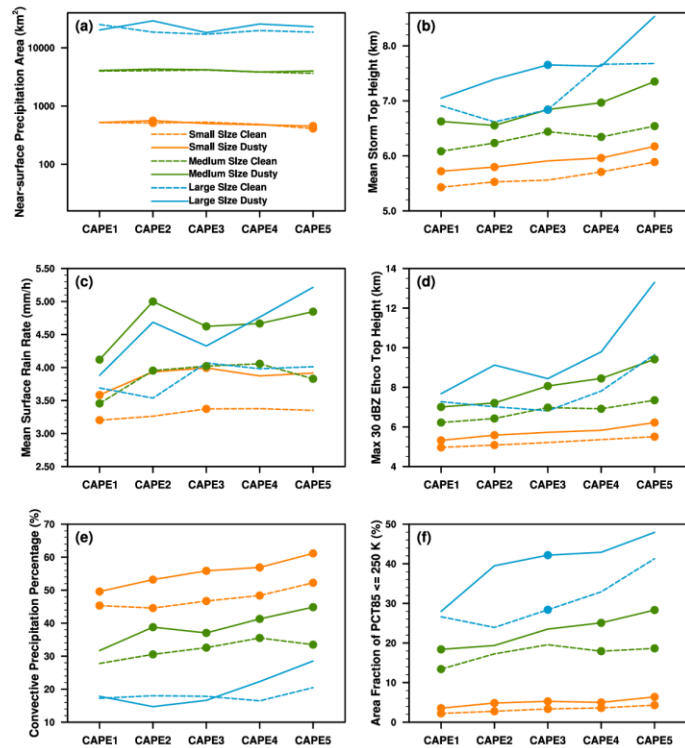 (a)
Near-surface Precipitation Area (km²)
10000
1000
100
Small Size Clean
Small Size Dusty
Medium Size Clean
Medium Size Dusty
Large Size Clean
Large Size Dusty
CAPE1 CAPE2 CAPE3 CAPE4 CAPE5
(b)
Mean Storm Top Height (km)
8.0
7.0
6.0
5.0
CAPE1 CAPE2 CAPE3 CAPE4 CAPE5
(c)
Mean Surface Rain Rate (mm/h)
5.50
5.00
4.50
4.00
3.50
3.00
2.50
CAPE1 CAPE2 CAPE3 CAPE4 CAPE5
(d)
Max 30 dBZ Ehco Top Height (km)
14
12
10
8
6
4
CAPE1 CAPE2 CAPE3 CAPE4 CAPE5
(e)
Convective Precipitation Percentage (%)
70
60
50
40
30
20
10
CAPE1 CAPE2 CAPE3 CAPE4 CAPE5
(f)
Area Fraction of PCT85 <= 250 K (%)
50
40
30
20
10
0
CAPE1 CAPE2 CAPE3 CAPE4 CAPE5